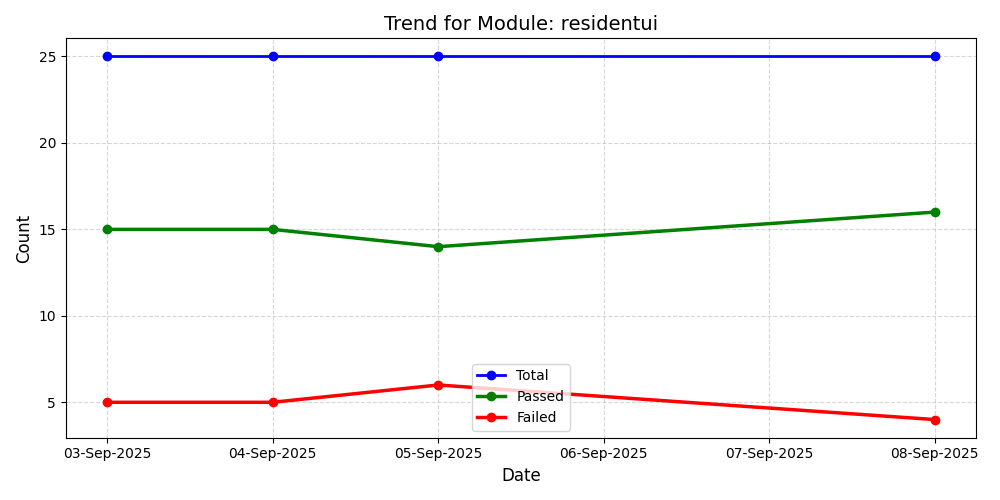 Trend for Module: residentui
Count
25
20
15
10
5
Total
Passed
Failed
03-Sep-2025 04-Sep-2025 05-Sep-2025 06-Sep-2025 07-Sep-2025 08-Sep-2025
Date